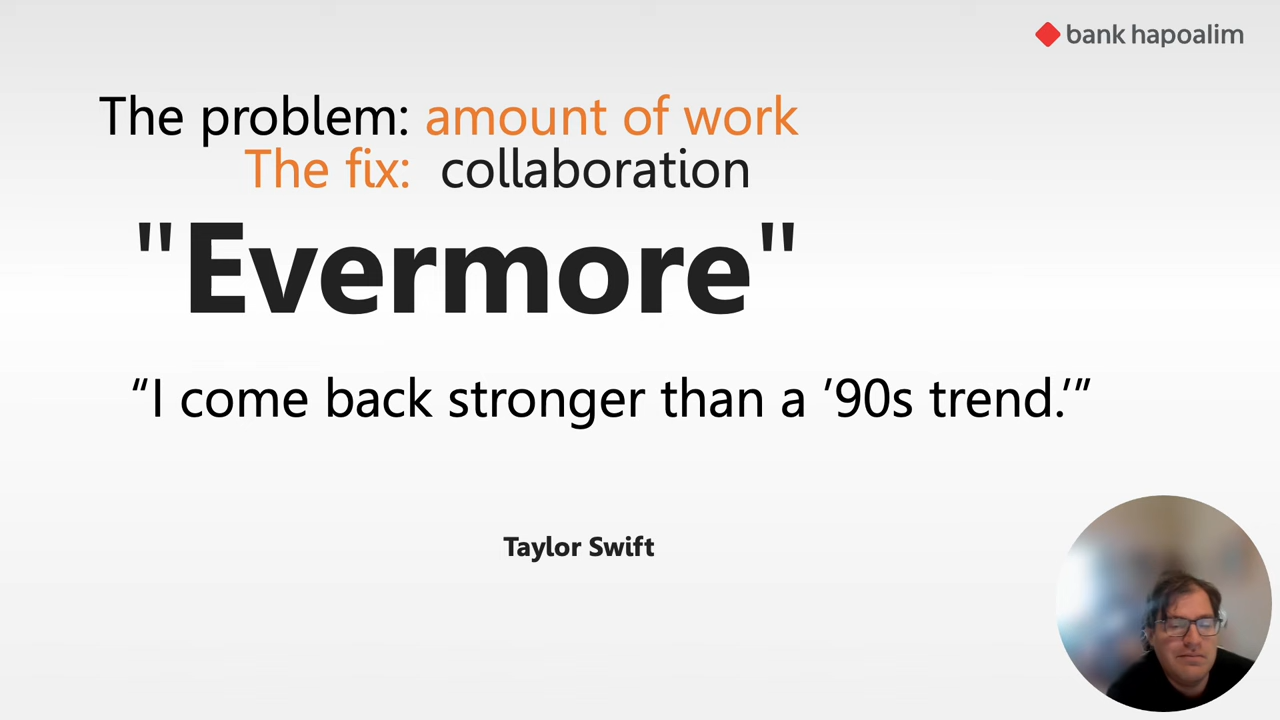 bank hapoalim
The problem: amount of work
The fix: collaboration
"Evermore"
“I come back stronger than a ’90s trend.’”
Taylor Swift